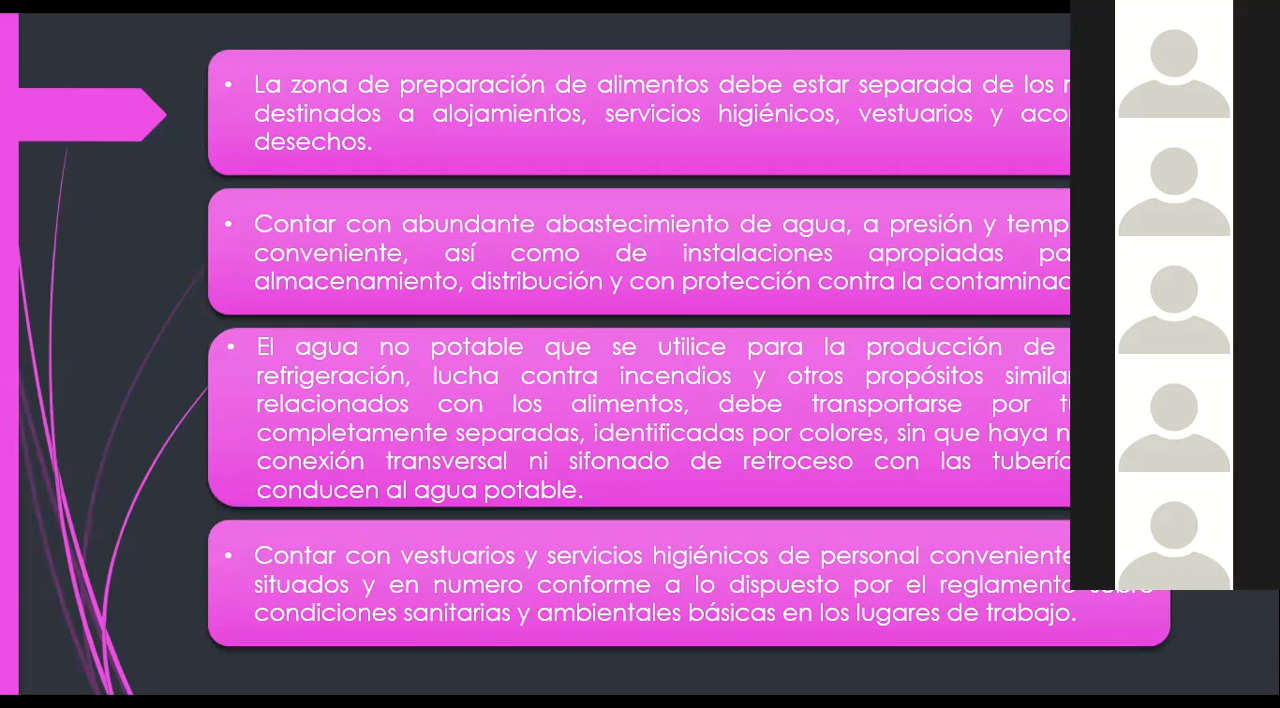 • La zona de preparación de alimentos debe estar separada de los
destinados a alojamientos, servicios higiénicos, vestuarios y
desechos.
• Contar con abundante abastecimiento de agua, a presión y
conveniente, así como de instalaciones apropiadas
almacenamiento, distribución y con protección contra la
• El agua no potable que se utilice para la producción de
refrigeración, lucha contra incendios y otros propósitos
relacionados con los alimentos, debe transportarse por
completamente separadas, identificadas por colores, sin que haya
conexión transversal ni sifonado de retroceso con las
conducen al agua potable.
• Contar con vestuarios y servicios higiénicos de personal
situados y en numero conforme a lo dispuesto por el reglamento sobre
condiciones sanitarias y ambientales básicas en los lugares de trabajo.